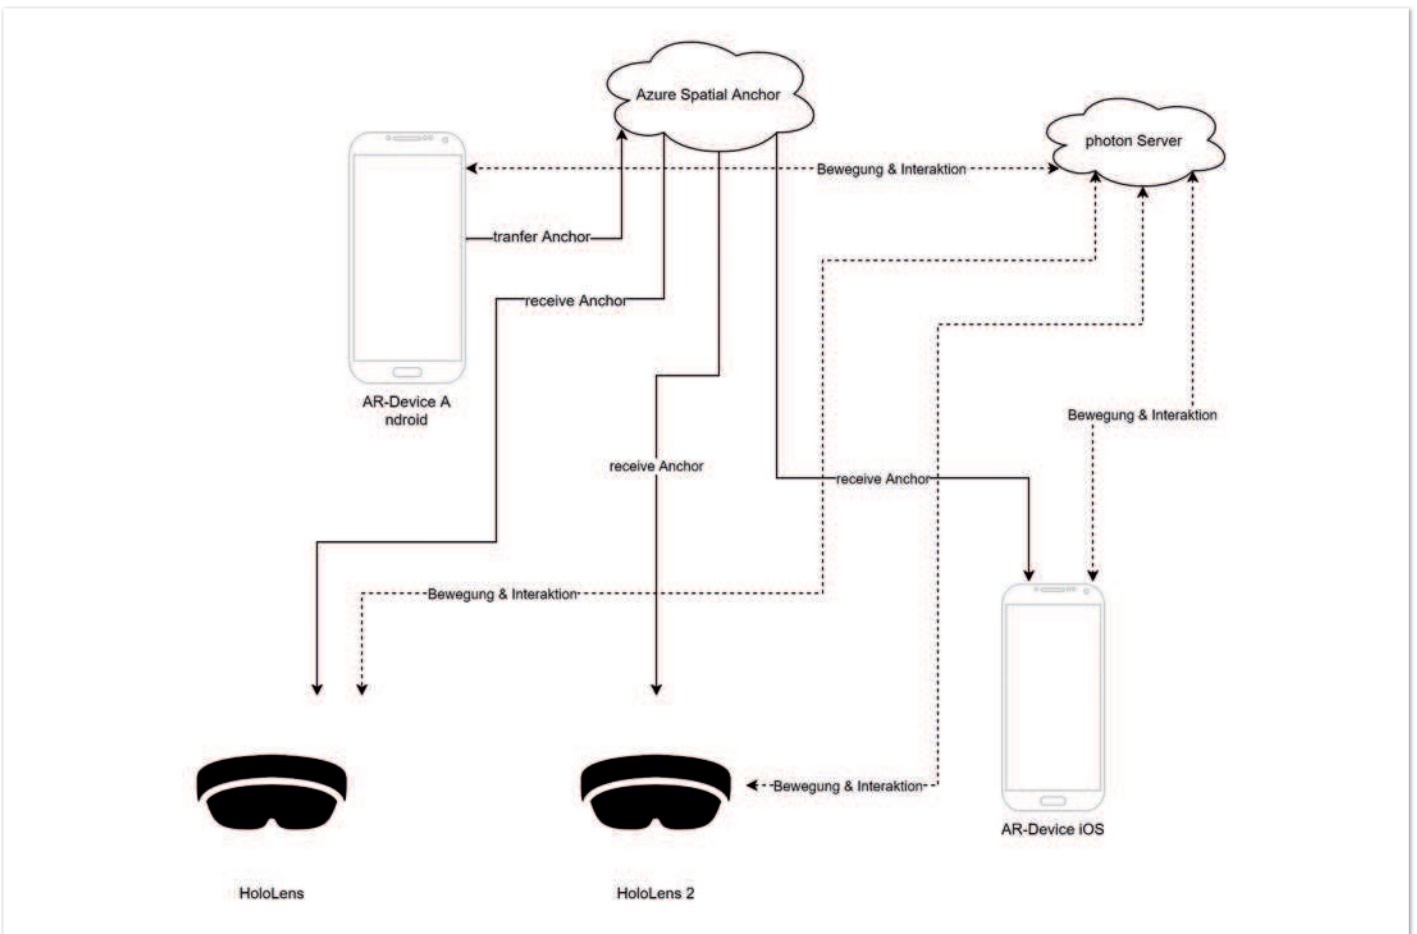 Azure Spatial Anchor
photon Server
Bewegung & Interaktion
tranfer Anchor
receive Anchor
AR-Device A
ndroid
Bewegung & Interaktion
receive Anchor
receive Anchor
Bewegung & Interaktion
Bewegung & Interaktion
AR-Device iOS
HoloLens
HoloLens 2